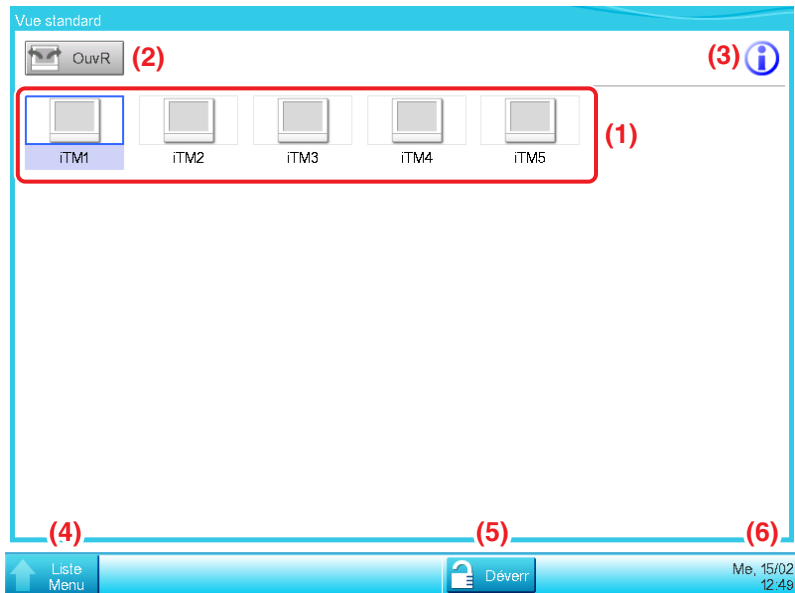 Vue standard
OuvR (2)
(3)
iTM1 iTM2 iTM3 iTM4 iTM5
(1)
(4) (5) (6)
Liste
Menu
Déverr
Me, 15/02
12:49